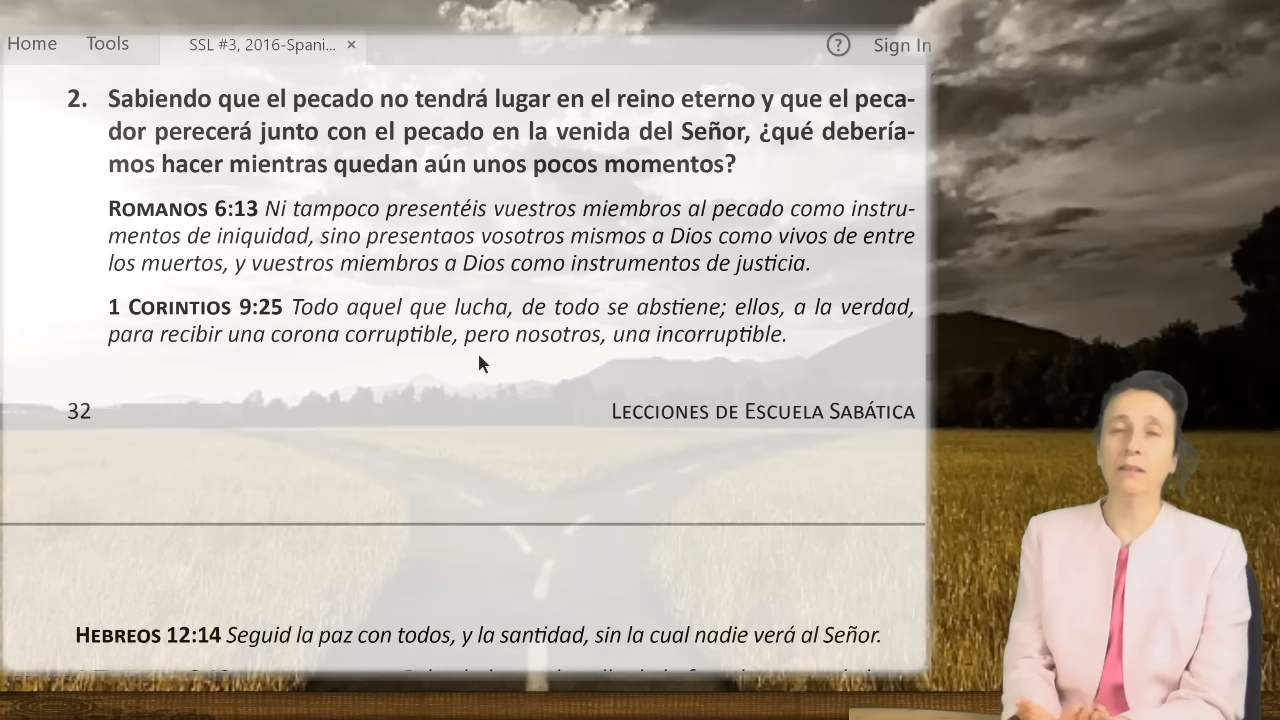 Home Tools SSL #3, 2016-Spani... × ? Sign In
2. Sabiendo que el pecado no tendrá lugar en el reino eterno y que el peca-
dor perecerá junto con el pecado en la venida del Señor, ¿qué debería-
mos hacer mientras quedan aún unos pocos momentos?
ROMANOS 6:13 Ni tampoco presentéis vuestros miembros al pecado como instru-
mentos de iniquidad, sino presentaos vosotros mismos a Dios como vivos de entre
los muertos, y vuestros miembros a Dios como instrumentos de justicia.
1 CORINTIOS 9:25 Todo aquel que lucha, de todo se abstiene; ellos, a la verdad,
para recibir una corona corruptible, pero nosotros, una incorruptible.
32 LECCIONES DE ESCUELA SABÁTICA
HEBREOS 12:14 Seguid la paz con todos, y la santidad, sin la cual nadie verá al Señor.